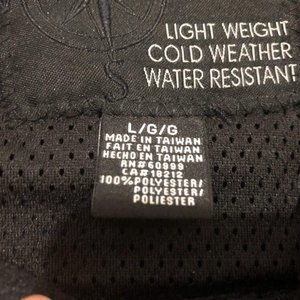 LIGHT WEIGHT
COLD WEATHER
WATER RESISTANT
S
L/G/G
MADE IN TAIWAN
FAIT EN TAIWAN
HECHO EN TAIWAN
RN#60999
CA#18212
100%POLYESTER/
POLYESTER/
POLIESTER